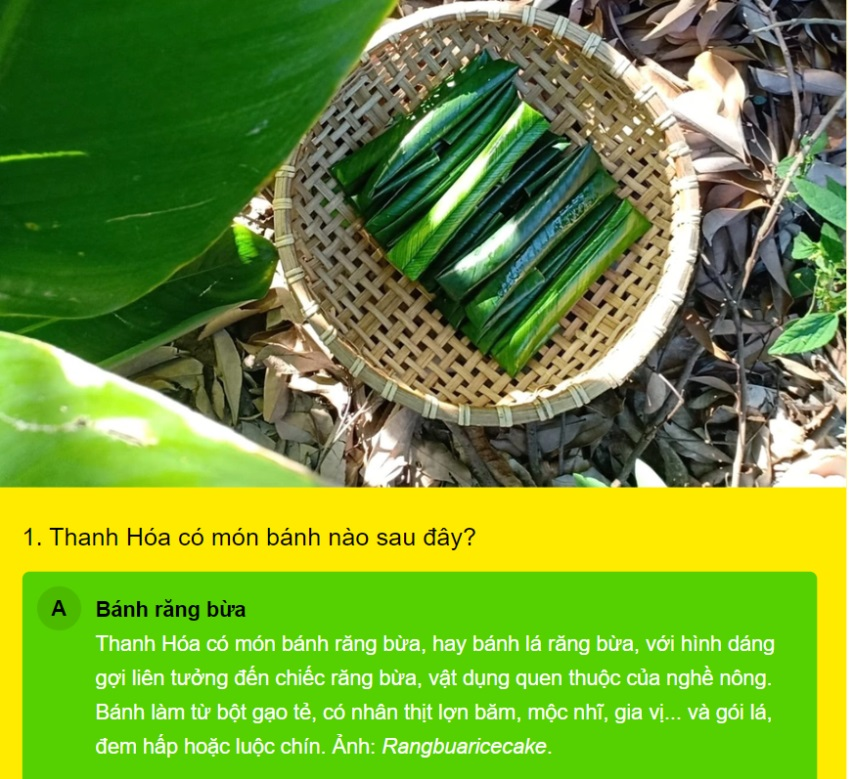 1. Thanh Hóa có món bánh nào sau đây?
A Bánh răng bừa
Thanh Hóa có món bánh răng bừa, hay bánh lá răng bừa, với hình dáng
gợi liên tưởng đến chiếc răng bừa, vật dụng quen thuộc của nghề nông.
Bánh làm từ bột gạo tẻ, có nhân thịt lợn băm, mộc nhĩ, gia vị... và gói lá,
đem hấp hoặc luộc chín. Ảnh: Rangbuaricecake.